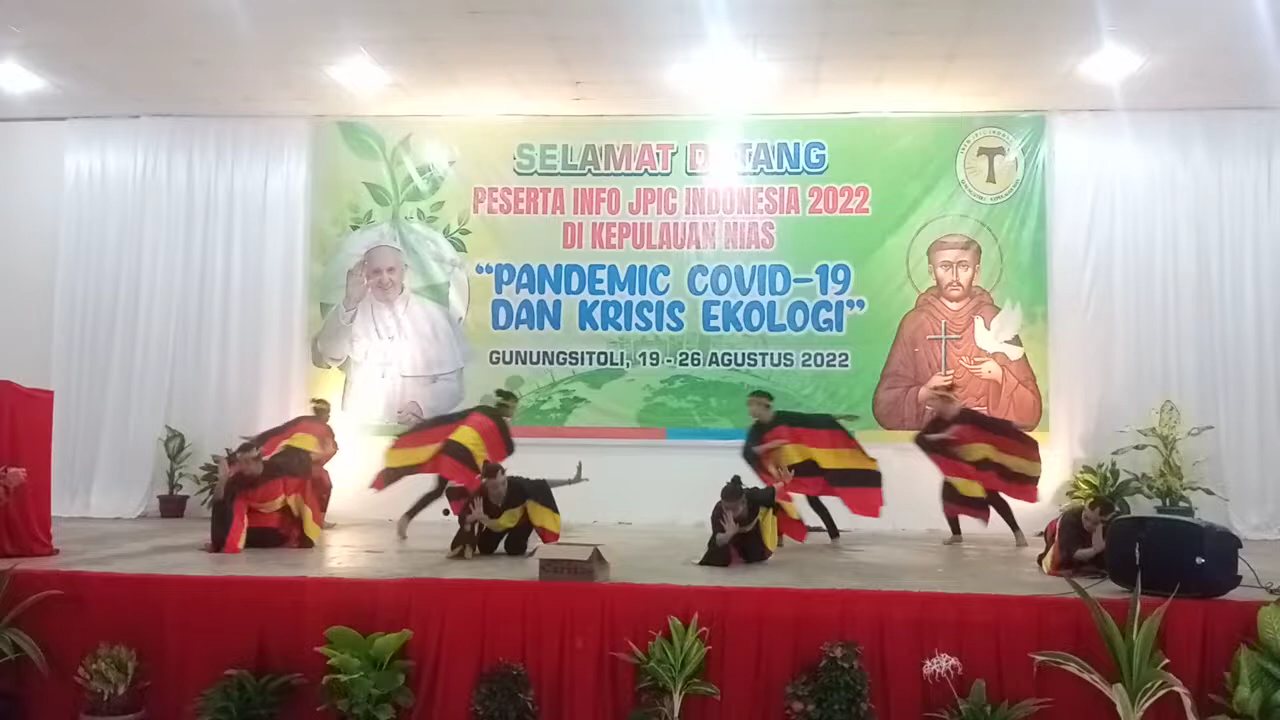 SELAMAT DATANG
PESERTA INFO JPIC INDONESIA 2022
DI KEPULAUAN NIAS
"PANDEMIC COVID-19
DAN KRISIS EKOLOGI"
GUNUNGSITOLI, 19 - 26 AGUSTUS 2022